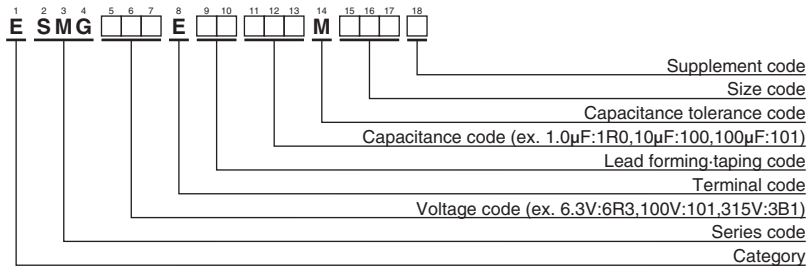 1 2 3 4 5 6 7 8 9 10 11 12 13 14 15 16 17 18
E SMG □□□ E □□ □□□ M □□□ □
Supplement code
Size code
Capacitance tolerance code
Capacitance code (ex. 1.0μF:1R0,10μF:100,100μF:101)
Lead forming·taping code
Terminal code
Voltage code (ex. 6.3V:6R3,100V:101,315V:3B1)
Series code
Category